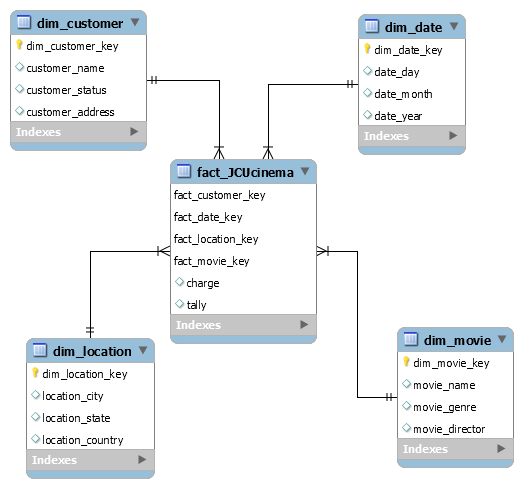 dim_customer
dim_customer_key
customer_name
customer_status
customer_address
Indexes
dim_date
dim_date_key
date_day
date_month
date_year
Indexes
fact_JCUcinema
fact_customer_key
fact_date_key
fact_location_key
fact_movie_key
charge
tally
Indexes
dim_location
dim_location_key
location_city
location_state
location_country
Indexes
dim_movie
dim_movie_key
movie_name
movie_genre
movie_director
Indexes